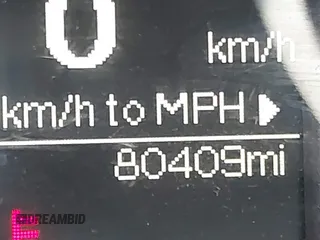 0
km/h
km/h to MPH ▶
80409mi
E
DREAMBID